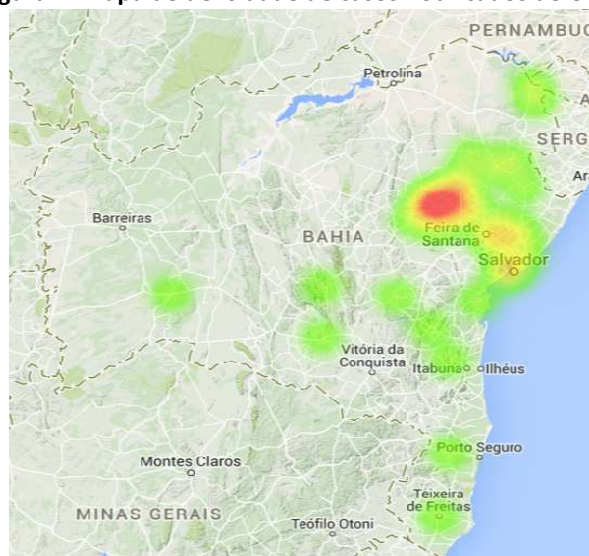 PERNAMBUC
Petrolina
A
SERG
Ar
Barreiras
BAHIA
Feira de
Santana
Salvador
Vitória da
Conquista
Itabuna
Ilhéus
Porto Seguro
Montes Claros
Teixeira
de Freitas
MINAS GERAIS
Teófilo Otoni